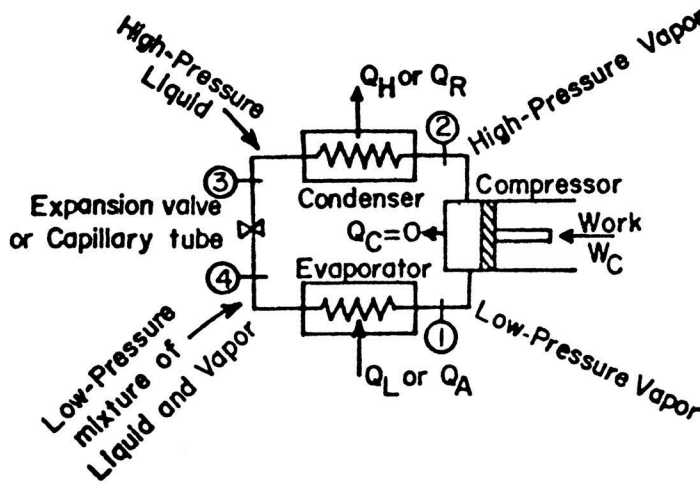 High-Pressure
Liquid
Q_H or Q_R
High-Pressure Vapor
2
3
Condenser
Compressor
Expansion valve
or Capillary tube
Q_C=0
Work
W_C
4
Evaporator
1
Low-Pressure
mixture of
Liquid and Vapor
Q_L or Q_A
Low-Pressure Vapor